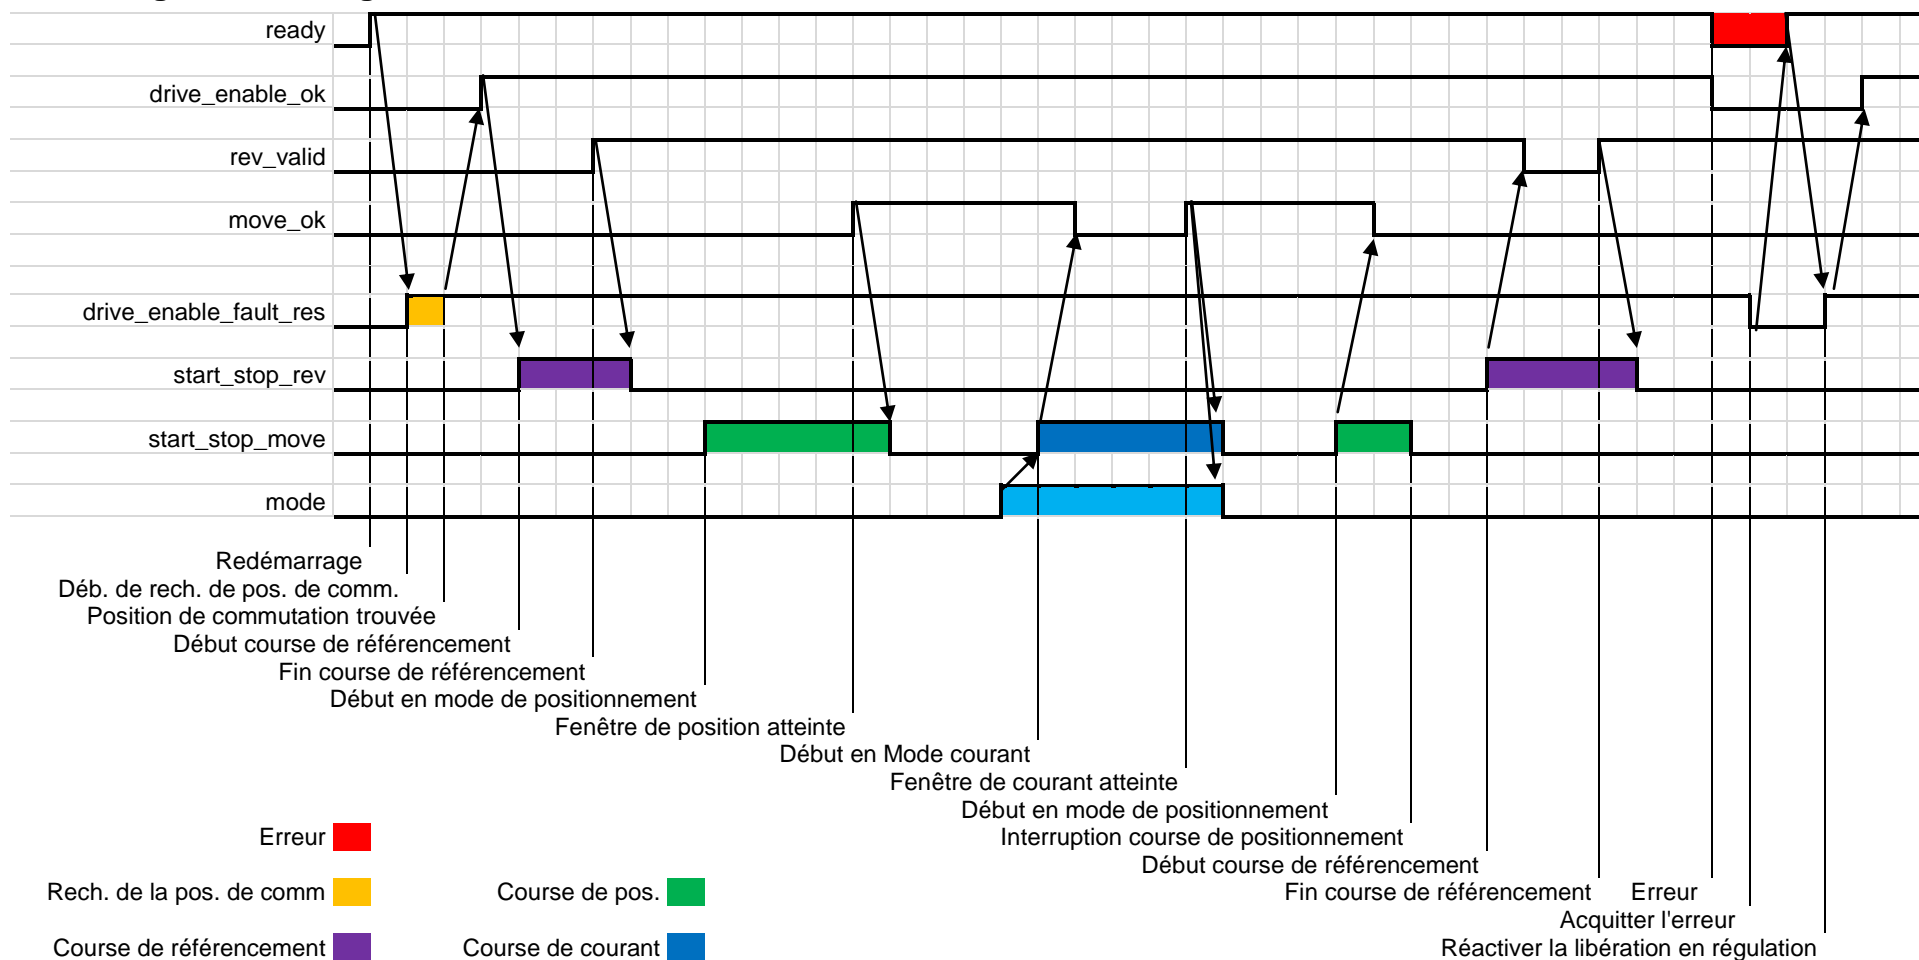 ready
drive_enable_ok
rev_valid
move_ok
drive_enable_fault_res
start_stop_rev
start_stop_move
mode
Redémarrage
Déb. de rech. de pos. de comm.
Position de commutation trouvée
Début course de référencement
Fin course de référencement
Début en mode de positionnement
Fenêtre de position atteinte
Début en Mode courant
Fenêtre de courant atteinte
Début en mode de positionnement
Interruption course de positionnement
Début course de référencement
Fin course de référencement
Erreur
Acquitter l'erreur
Réactiver la libération en régulation
Erreur
Rech. de la pos. de comm
Course de pos.
Course de référencement
Course de courant